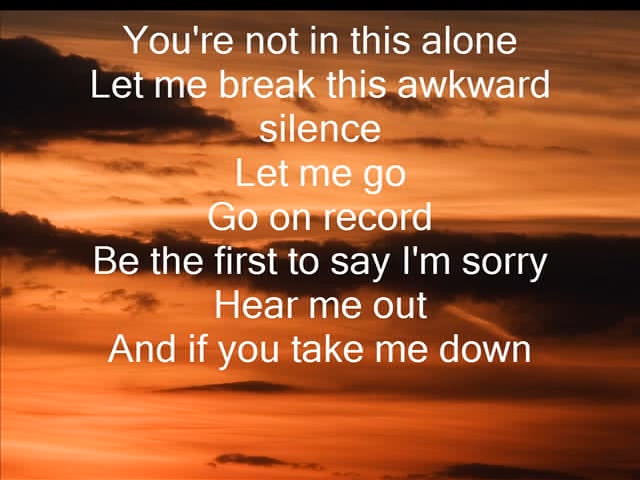 You're not in this alone
Let me break this awkward
silence
Let me go
Go on record
Be the first to say I'm sorry
Hear me out
And if you take me down